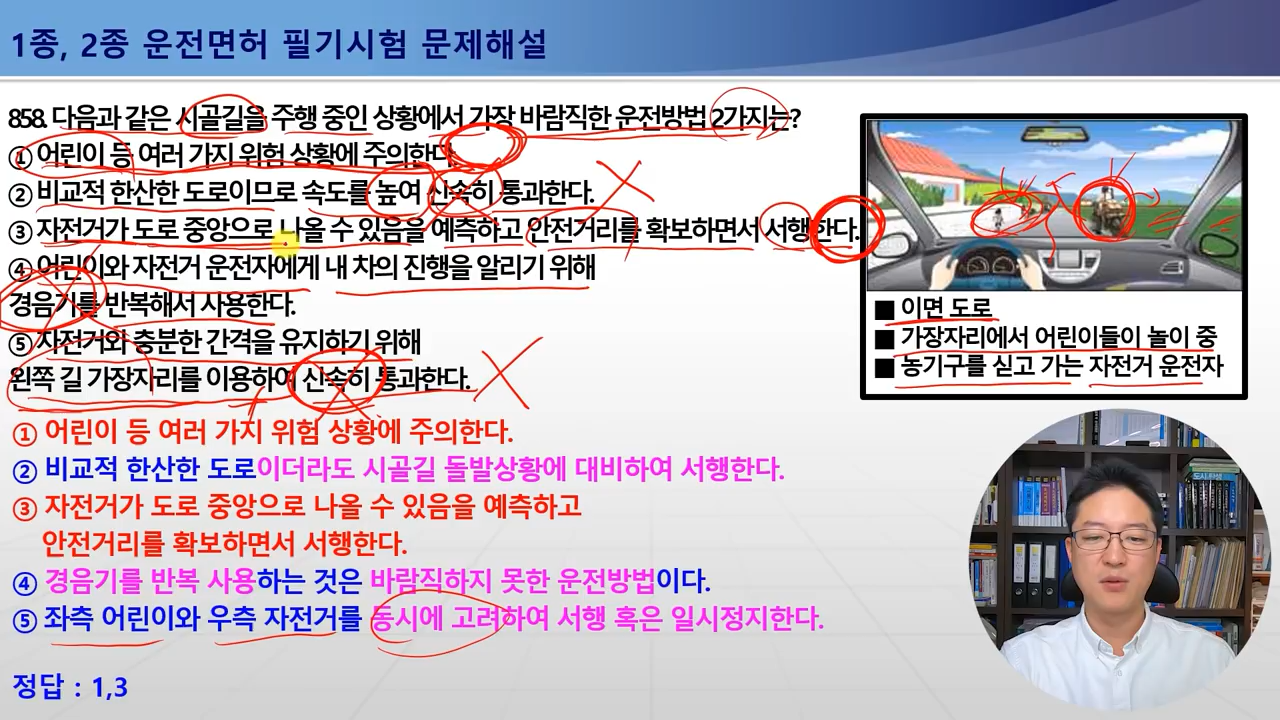 1종, 2종 운전면허 필기시험 문제해설
858. 다음과 같은 시골길을 주행 중인 상황에서 가장 바람직한 운전방법 2가지는?
① 어린이 등 여러 가지 위험 상황에 주의한다.
② 비교적 한산한 도로이므로 속도를 높여 신속히 통과한다.
③ 자전거가 도로 중앙으로 나올 수 있음을 예측하고 안전거리를 확보하면서 서행한다.
④ 어린이와 자전거 운전자에게 내 차의 진행을 알리기 위해
경음기를 반복해서 사용한다.
⑤ 자전거와 충분한 간격을 유지하기 위해
왼쪽 길 가장자리를 이용하여 신속히 통과한다.
■ 이면 도로
■ 가장자리에서 어린이들이 놀이 중
■ 농기구를 싣고 가는 자전거 운전자
① 어린이 등 여러 가지 위험 상황에 주의한다.
② 비교적 한산한 도로이더라도 시골길 돌발상황에 대비하여 서행한다.
③ 자전거가 도로 중앙으로 나올 수 있음을 예측하고
안전거리를 확보하면서 서행한다.
④ 경음기를 반복 사용하는 것은 바람직하지 못한 운전방법이다.
⑤ 좌측 어린이와 우측 자전거를 동시에 고려하여 서행 혹은 일시정지한다.
정답 : 1,3